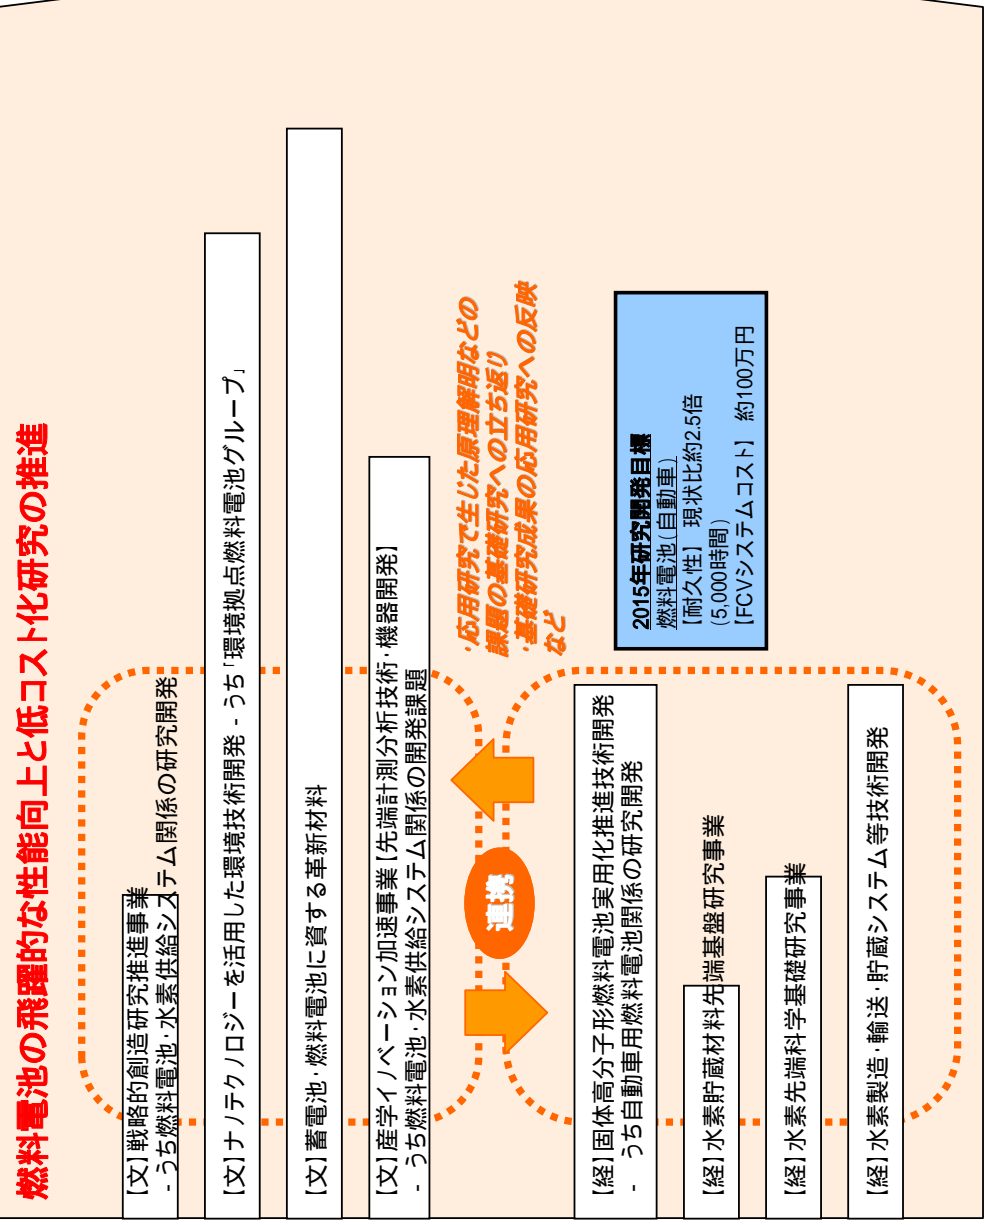 燃料電池の飛躍的な性能向上と低コスト化研究の推進
【文】戦略的創造研究推進事業
- うち燃料電池・水素供給システム関係の研究開発
【文】ナノテクノロジーを活用した環境技術開発 - うち「環境拠点燃料電池グループ」
【文】蓄電池・燃料電池に資する革新材料
【文】産学イノベーション加速事業【先端計測分析技術・機器開発】
- うち燃料電池・水素供給システム関係の開発課題
・応用研究で生じた原理解明などの
課題の基礎研究への立ち返り
・基礎研究成果の応用研究への反映
など
連携
【経】固体高分子形燃料電池実用化推進技術開発
- うち自動車用燃料電池関係の研究開発
【経】水素貯蔵材料先端基盤研究事業
【経】水素先端科学基礎研究事業
【経】水素製造・輸送・貯蔵システム等技術開発
2015年研究開発目標
燃料電池(自動車)
【耐久性】 現状比約2.5倍
(5,000時間)
【FCVシステムコスト】 約100万円